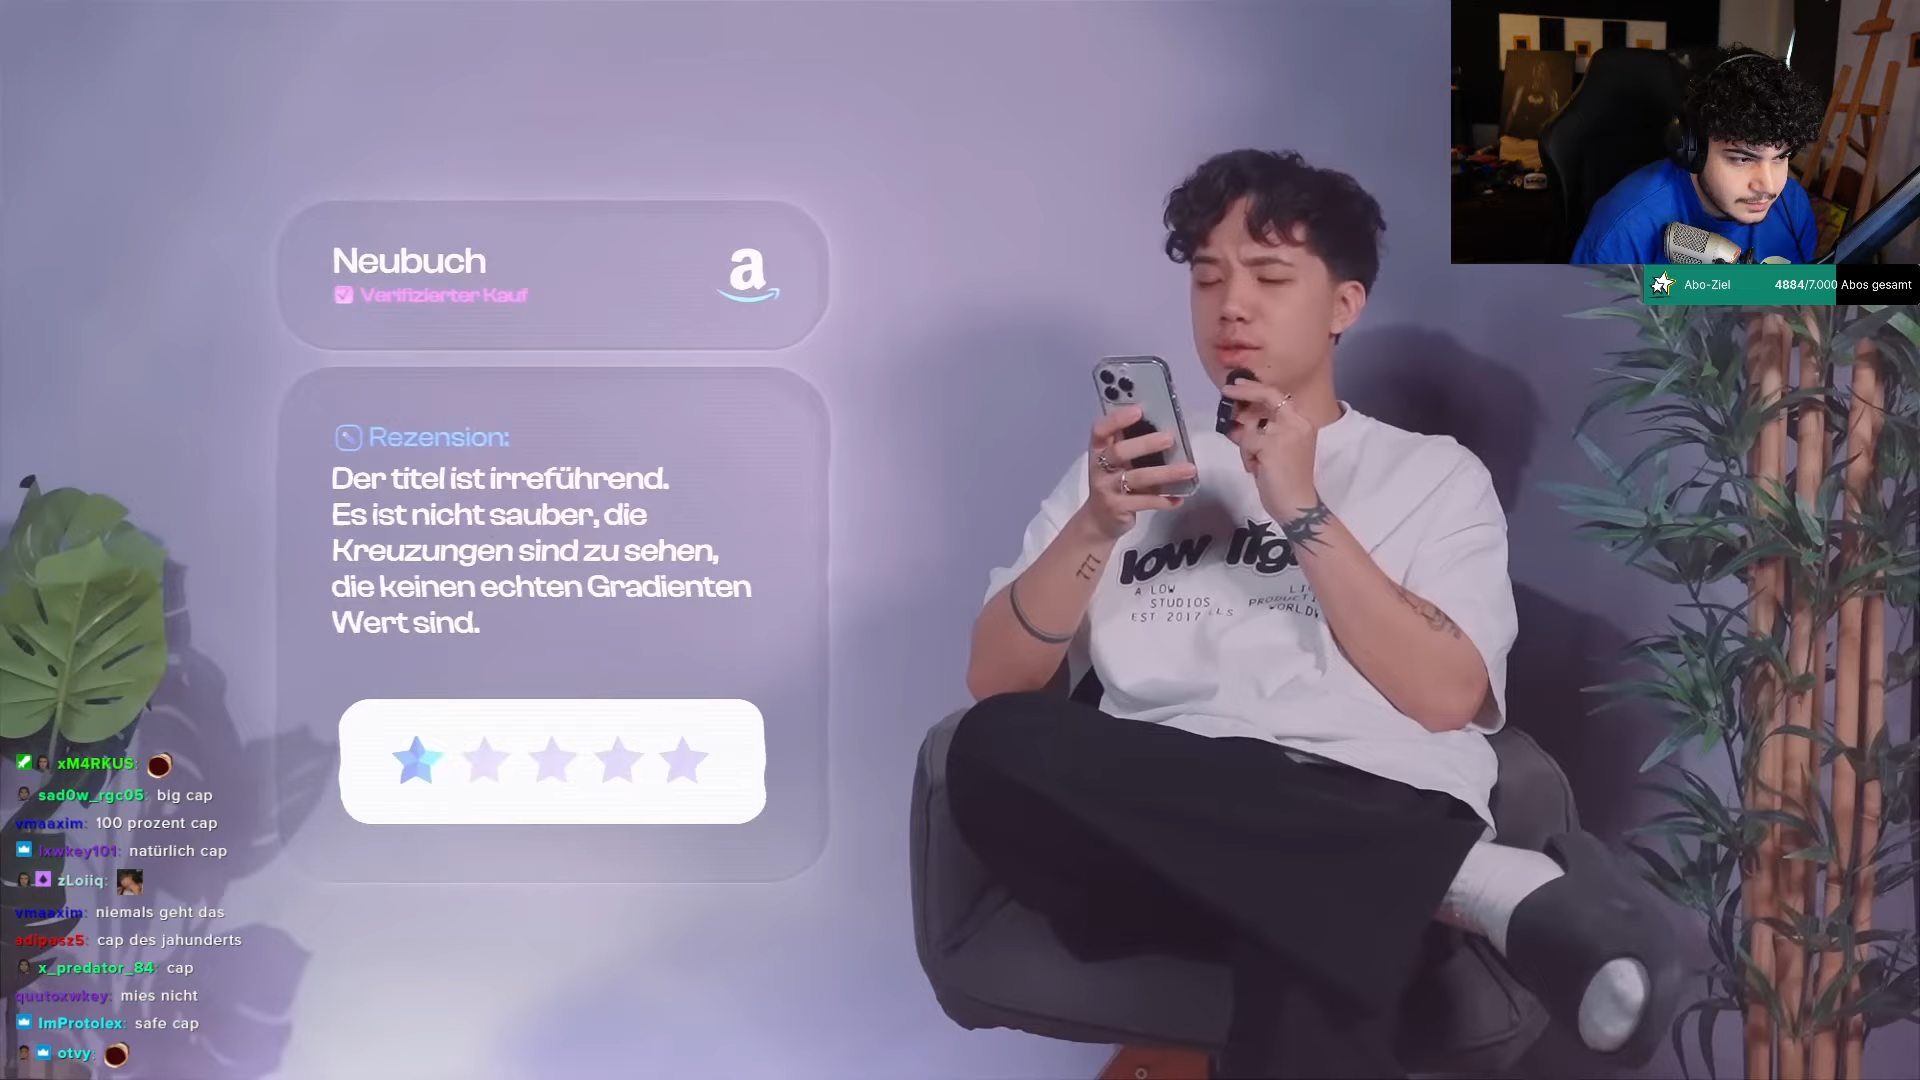 Neubuch
Verifizierter Kauf
a
Rezension:
Der titel ist irreführend.
Es ist nicht sauber, die
Kreuzungen sind zu sehen,
die keinen echten Gradienten
Wert sind.
Abo-Ziel 4884/7.000 Abos gesamt
777
low
A LOW
STUDIOS
EST 2017
xM4RKUS:
sad0w_rgc05: big cap
vmaaxim: 100 prozent cap
lxwkey101: natürlich cap
zLoiiq:
vmaaxim: niemals geht das
adipasz5: cap des jahunderts
x_predator_84: cap
quutoxwkey: mies nicht
ImProtolex: safe cap
otvy: